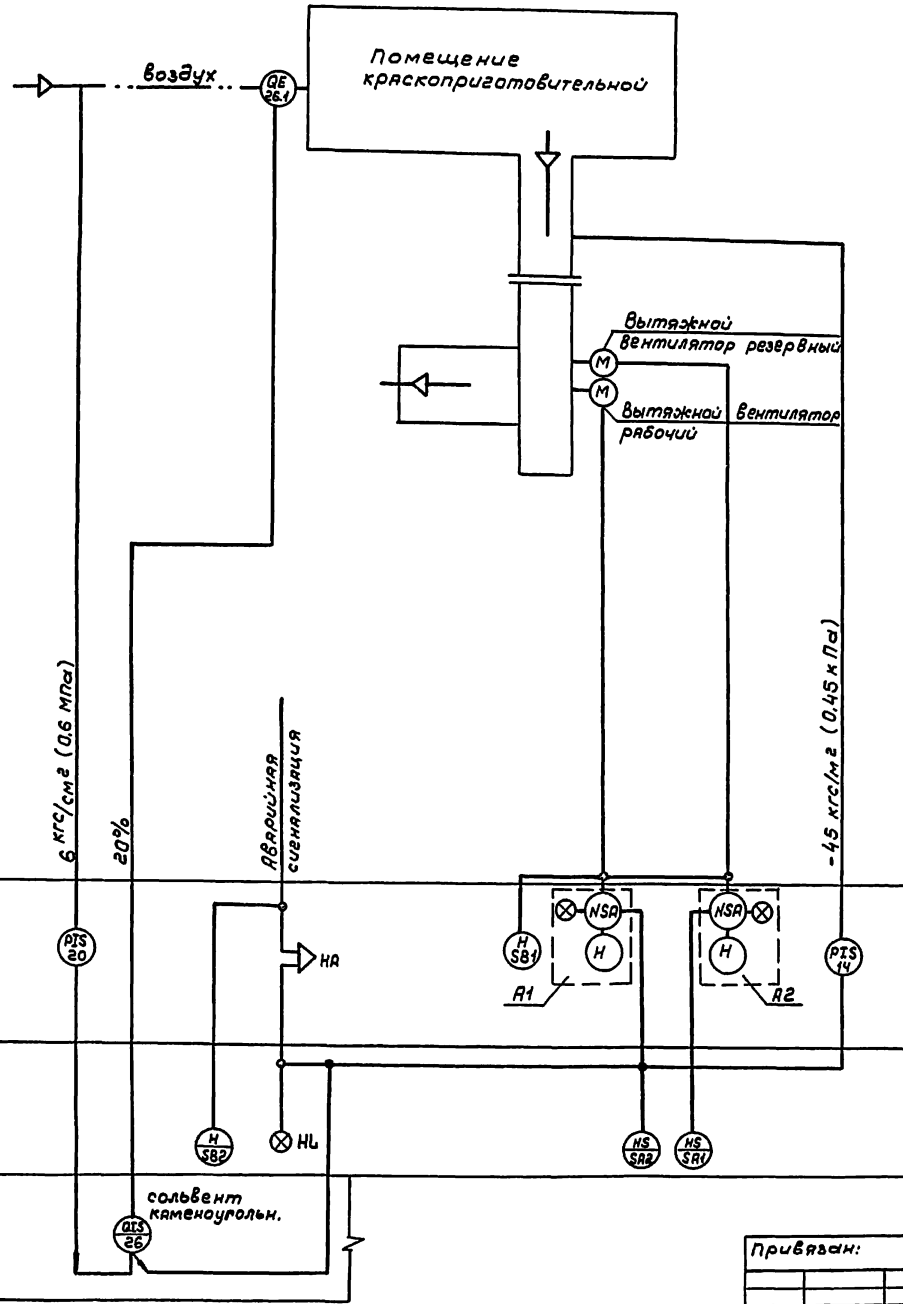 Помещение
краскоприготовительной
воздух
QE
26.1
Вытяжной
вентилятор резервный
M
M
Вытяжной вентилятор
рабочий
6 кгс/см² (0.6 МПа)
20%
Аварийная
сигнализация
-45 кгс/м² (0.45 кПа)
PIS
20
HA
H
SB1
NSA
H
A1
NSA
H
A2
PIS
14
H
SB2
HL
HS
SA2
HS
SA1
сольвент
каменоугольн.
QIS
26
Привязан: